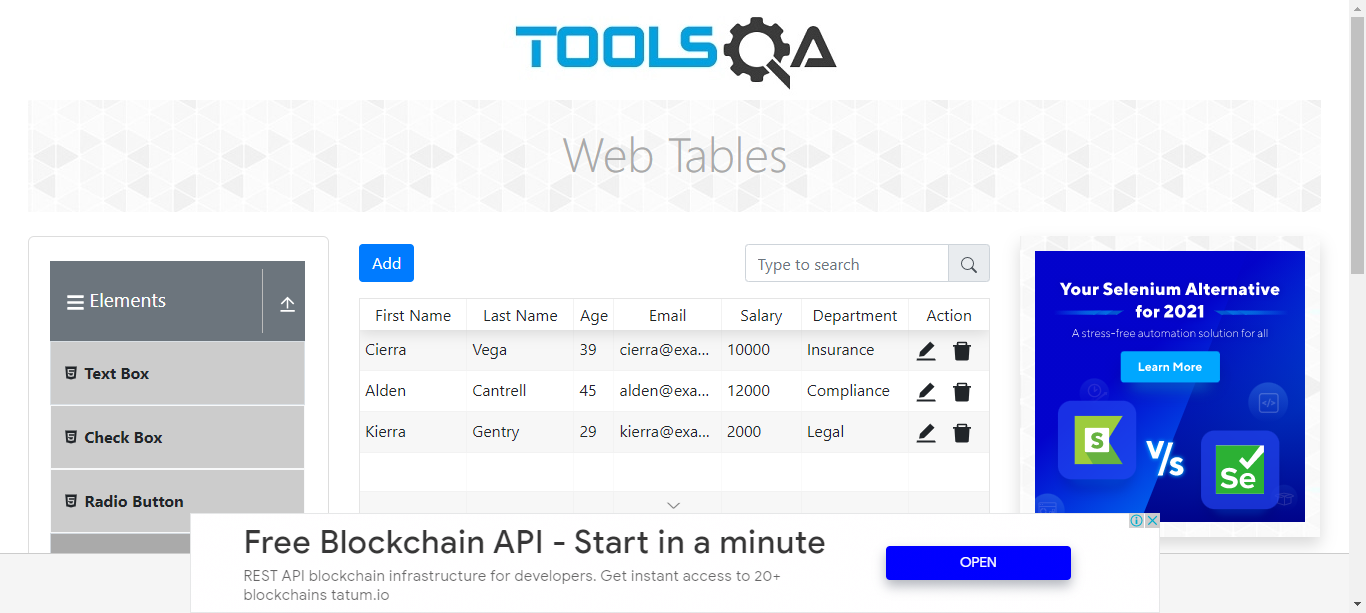 TOOLSQA
Web Tables
Elements
Text Box
Check Box
Radio Button
Add
Type to search
First Name Last Name Age Email Salary Department Action
Cierra Vega 39 cierra@exa... 10000 Insurance
Alden Cantrell 45 alden@exa... 12000 Compliance
Kierra Gentry 29 kierra@exa... 2000 Legal
Your Selenium Alternative
for 2021
A stress-free automation solution for all
Learn More
S
V/s
Se
Free Blockchain API - Start in a minute
REST API blockchain infrastructure for developers. Get instant access to 20+
blockchains tatum.io
OPEN